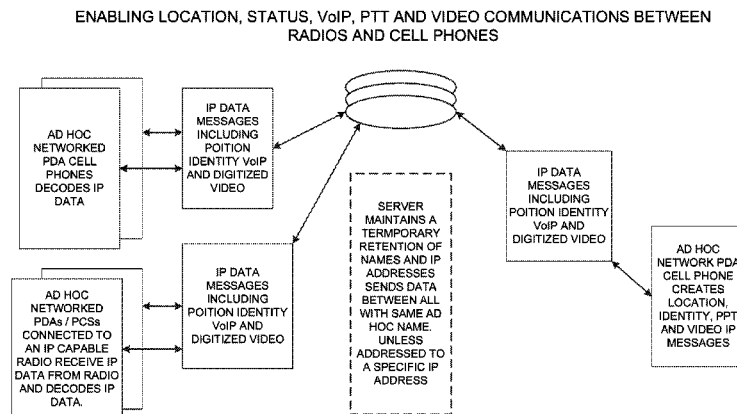 ENABLING LOCATION, STATUS, VoIP, PTT AND VIDEO COMMUNICATIONS BETWEEN
RADIOS AND CELL PHONES
AD HOC
NETWORKED
PDA CELL
PHONES
DECODES IP
DATA
IP DATA
MESSAGES
INCLUDING
POITION
IDENTITY VoIP
AND DIGITIZED
VIDEO
AD HOC
NETWORKED
PDAs / PCS
CONNECTED TO
AN IP CAPABLE
RADIO RECEIVE IP
DATA FROM RADIO
AND DECODES IP
DATA.
IP DATA
MESSAGES
INCLUDING
POITION IDENTITY
VoIP AND
DIGITIZED VIDEO
SERVER
MAINTAINS A
TERMPORARY
RETENTION OF
NAMES AND IP
ADDRESSES
SENDS DATA
BETWEEN ALL
WITH SAME AD
HOC NAME.
UNLESS
ADDRESSED TO
A SPECIFIC IP
ADDRESS
IP DATA
MESSAGES
INCLUDING
POITION IDENTITY
VoIP AND
DIGITIZED VIDEO
AD HOC
NETWORK PDA
CELL PHONE
CREATES
LOCATION,
IDENTITY, PPT
AND VIDEO IP
MESSAGES